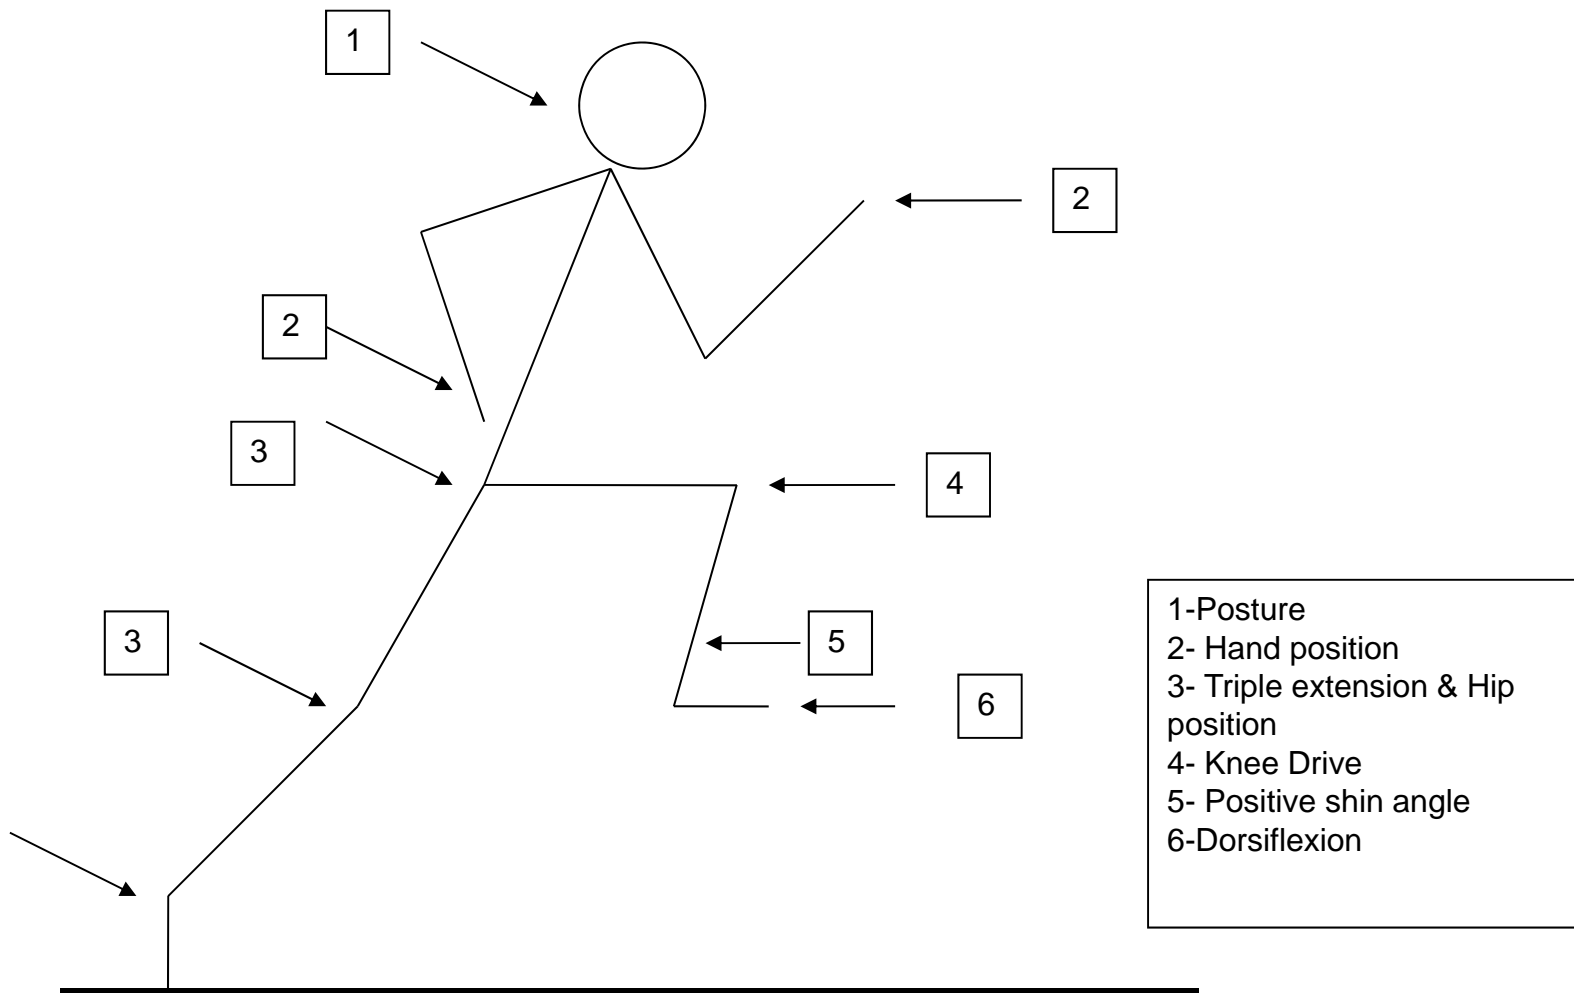 1
2
2
3
4
3
5
6
1-Posture
2- Hand position
3- Triple extension & Hip
position
4- Knee Drive
5- Positive shin angle
6-Dorsiflexion